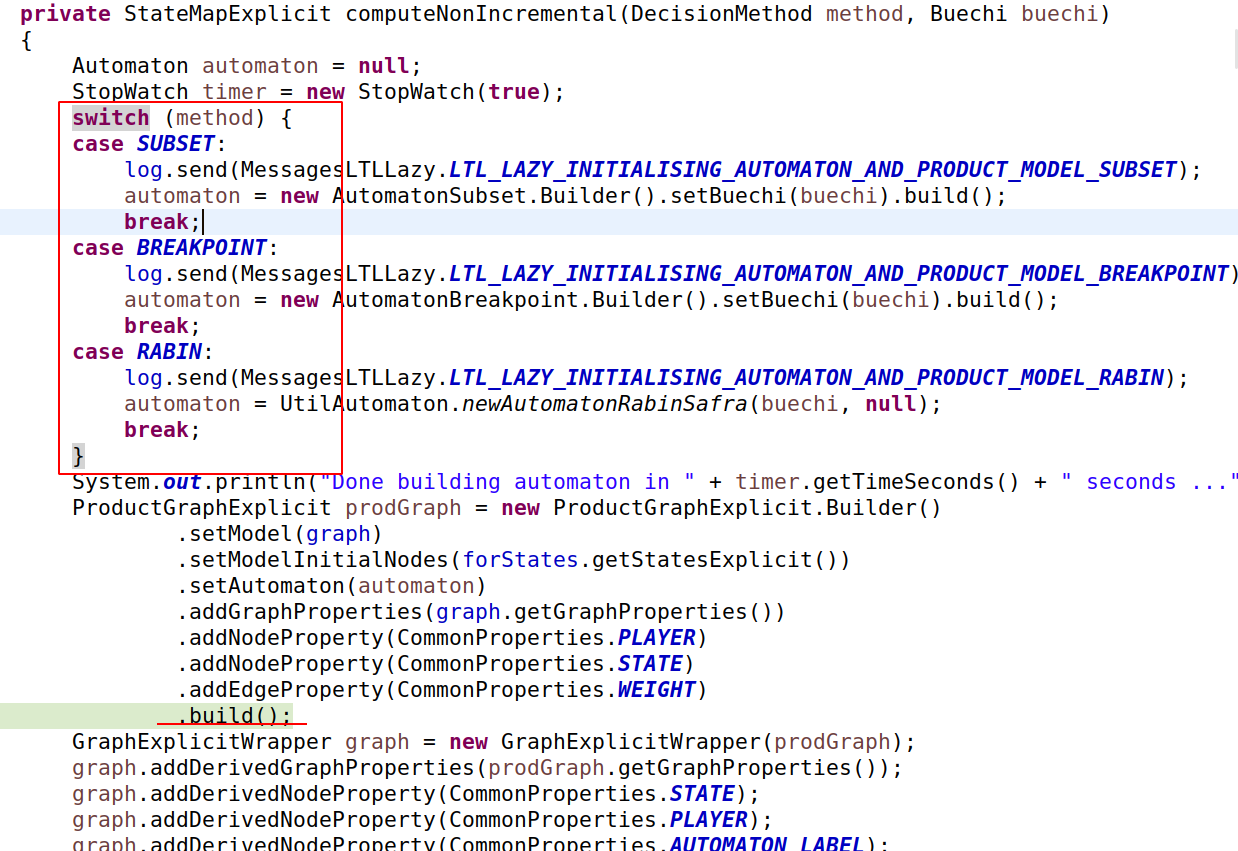 private StateMapExplicit computeNonIncremental(DecisionMethod method, Buechi buechi)
{
Automaton automaton = null;
StopWatch timer = new StopWatch(true);
switch (method) {
case SUBSET:
log.send(MessagesLTLLazy.LTL_LAZY_INITIALISING_AUTOMATON_AND_PRODUCT_MODEL_SUBSET);
automaton = new AutomatonSubset.Builder().setBuechi(buechi).build();
break;
case BREAKPOINT:
log.send(MessagesLTLLazy.LTL_LAZY_INITIALISING_AUTOMATON_AND_PRODUCT_MODEL_BREAKPOINT)
automaton = new AutomatonBreakpoint.Builder().setBuechi(buechi).build();
break;
case RABIN:
log.send(MessagesLTLLazy.LTL_LAZY_INITIALISING_AUTOMATON_AND_PRODUCT_MODEL_RABIN);
automaton = UtilAutomaton.newAutomatonRabinSafra(buechi, null);
break;
}
System.out.println("Done building automaton in " + timer.getTimeSeconds() + " seconds ..."
ProductGraphExplicit prodGraph = new ProductGraphExplicit.Builder()
.setModel(graph)
.setModelInitialNodes(forStates.getStatesExplicit())
.setAutomaton(automaton)
.addGraphProperties(graph.getGraphProperties())
.addNodeProperty(CommonProperties.PLAYER)
.addNodeProperty(CommonProperties.STATE)
.addEdgeProperty(CommonProperties.WEIGHT)
.build();
GraphExplicitWrapper graph = new GraphExplicitWrapper(prodGraph);
graph.addDerivedGraphProperties(prodGraph.getGraphProperties());
graph.addDerivedNodeProperty(CommonProperties.STATE);
graph.addDerivedNodeProperty(CommonProperties.PLAYER);
graph.addDerivedNodeProperty(CommonProperties.AUTOMATON_LABEL);